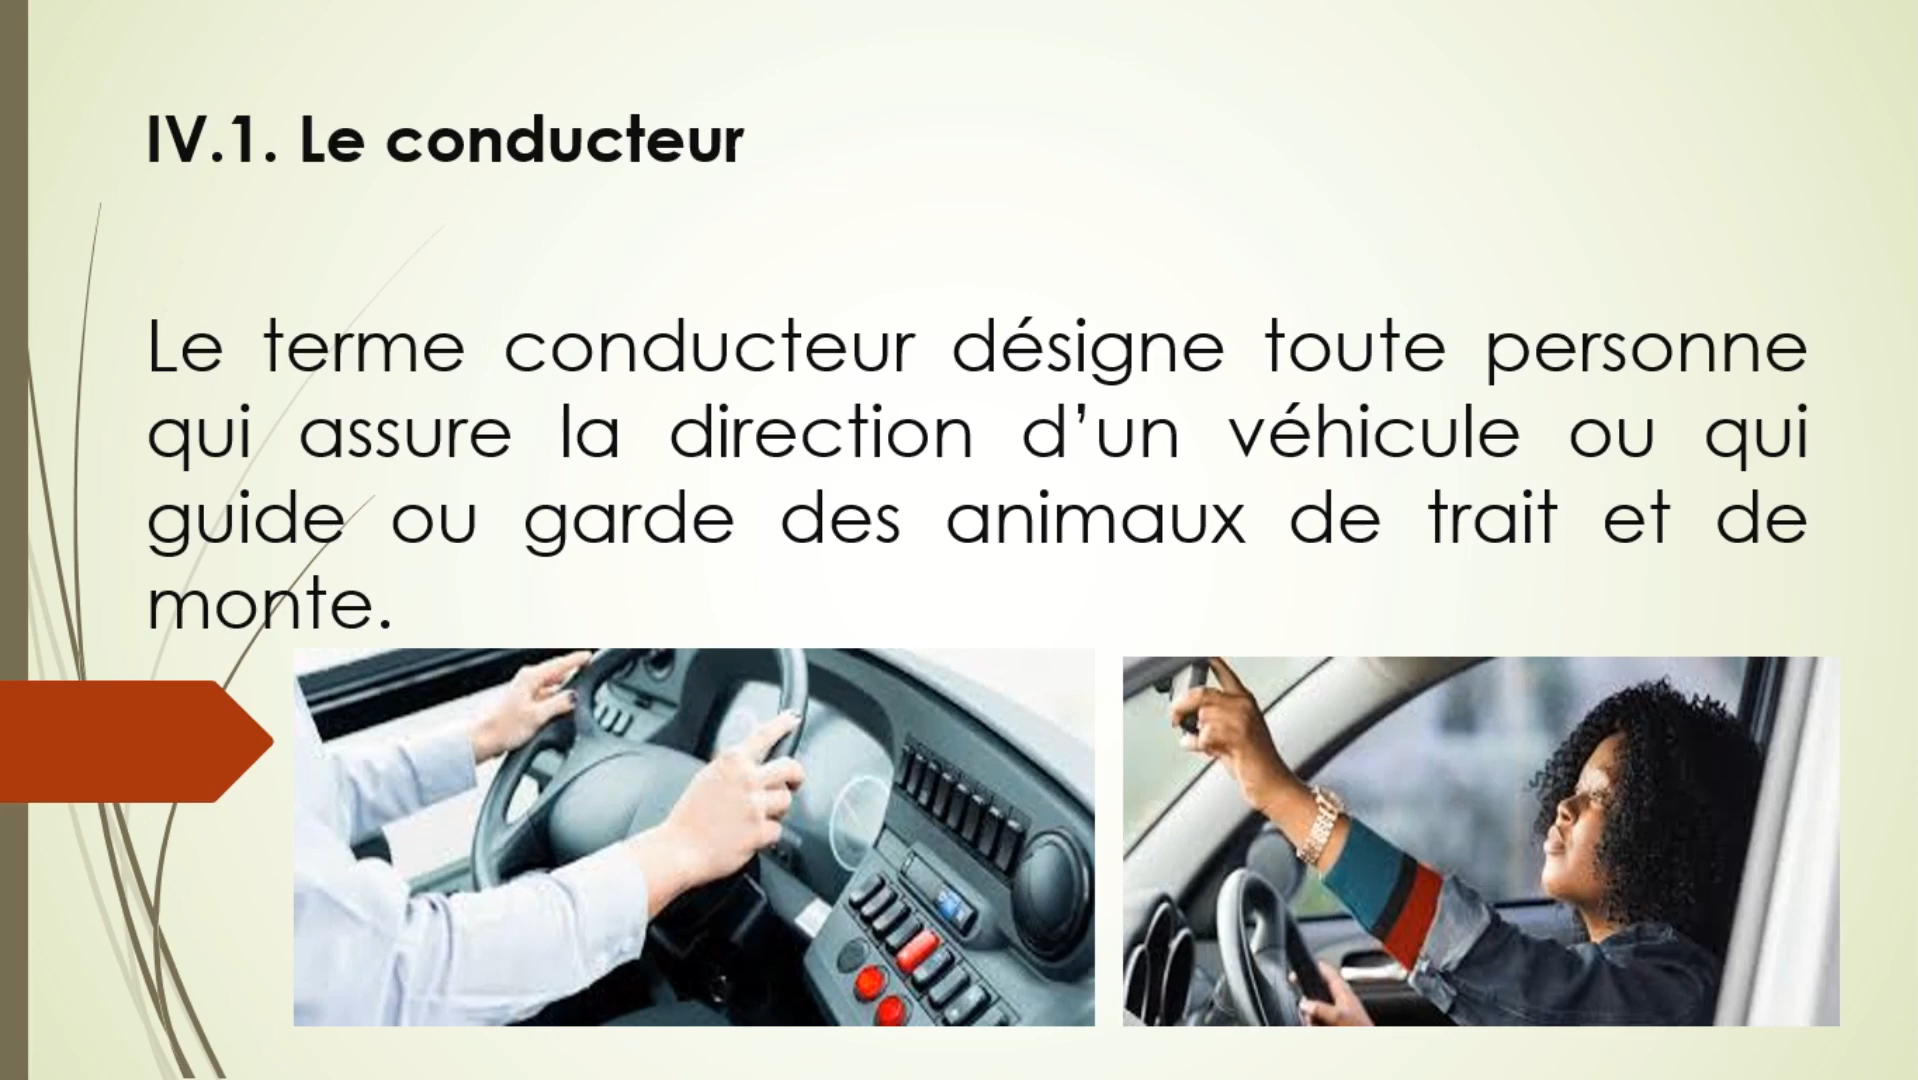 IV.1. Le conducteur
Le terme conducteur désigne toute personne
qui assure la direction d’un véhicule ou qui
guide ou garde des animaux de trait et de
monte.